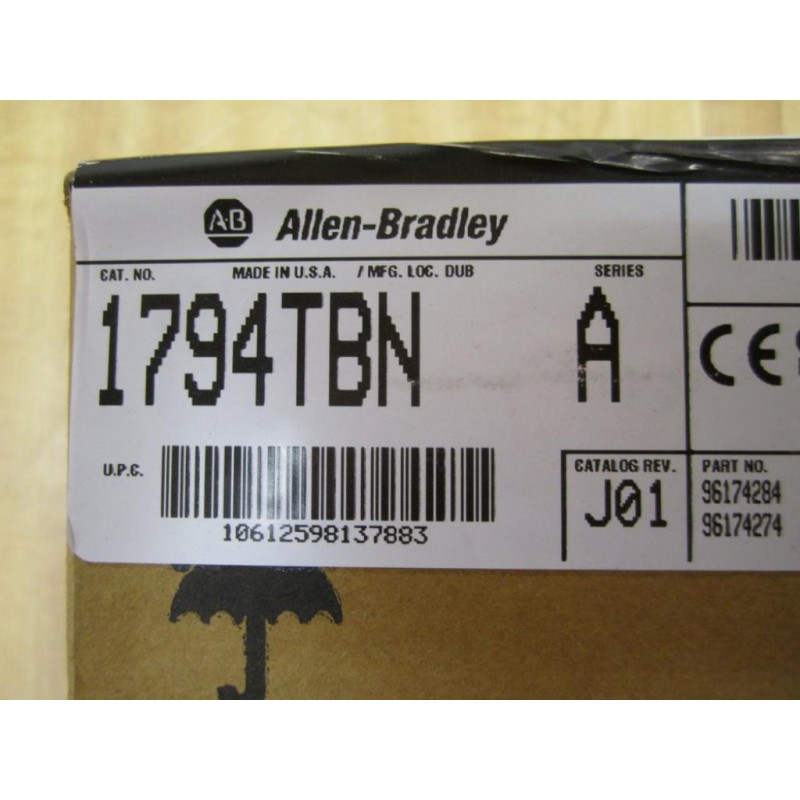 A-B Allen-Bradley
CAT. NO. MADE IN U.S.A. / MFG. LOC. DUB SERIES
1794TBN A
CE
U.P.C.
10612598137883
CATALOG REV.
J01
PART NO.
96174284
96174274